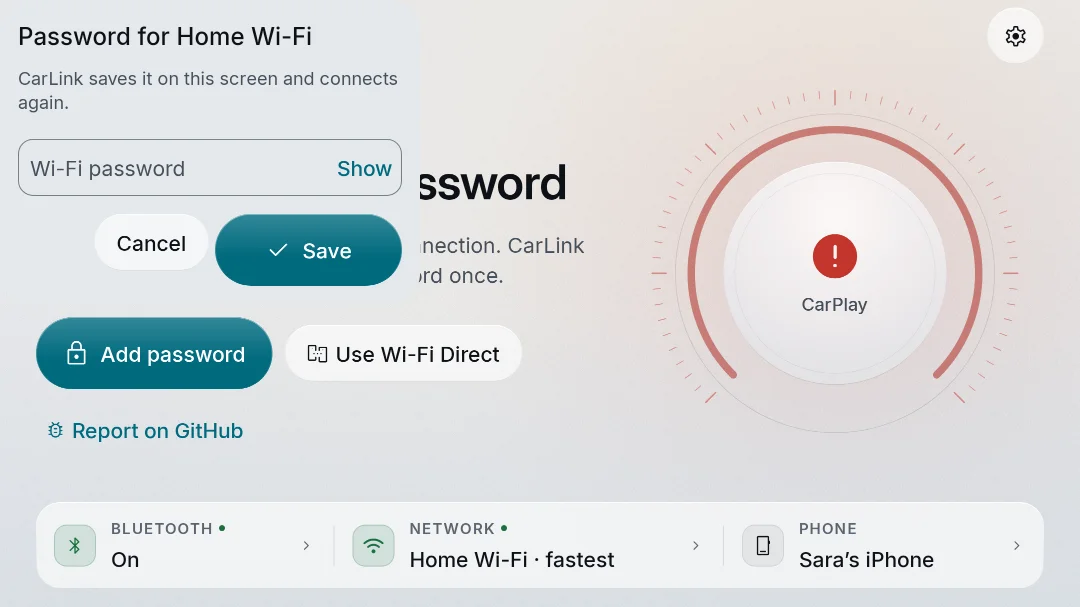 Password for Home Wi-Fi
CarLink saves it on this screen and connects
again.
Wi-Fi password
Show
Cancel
Save
ssword
nnection. CarLink
rd once.
Add password
Use Wi-Fi Direct
Report on GitHub
CarPlay
BLUETOOTH
On
NETWORK
Home Wi-Fi · fastest
PHONE
Sara’s iPhone